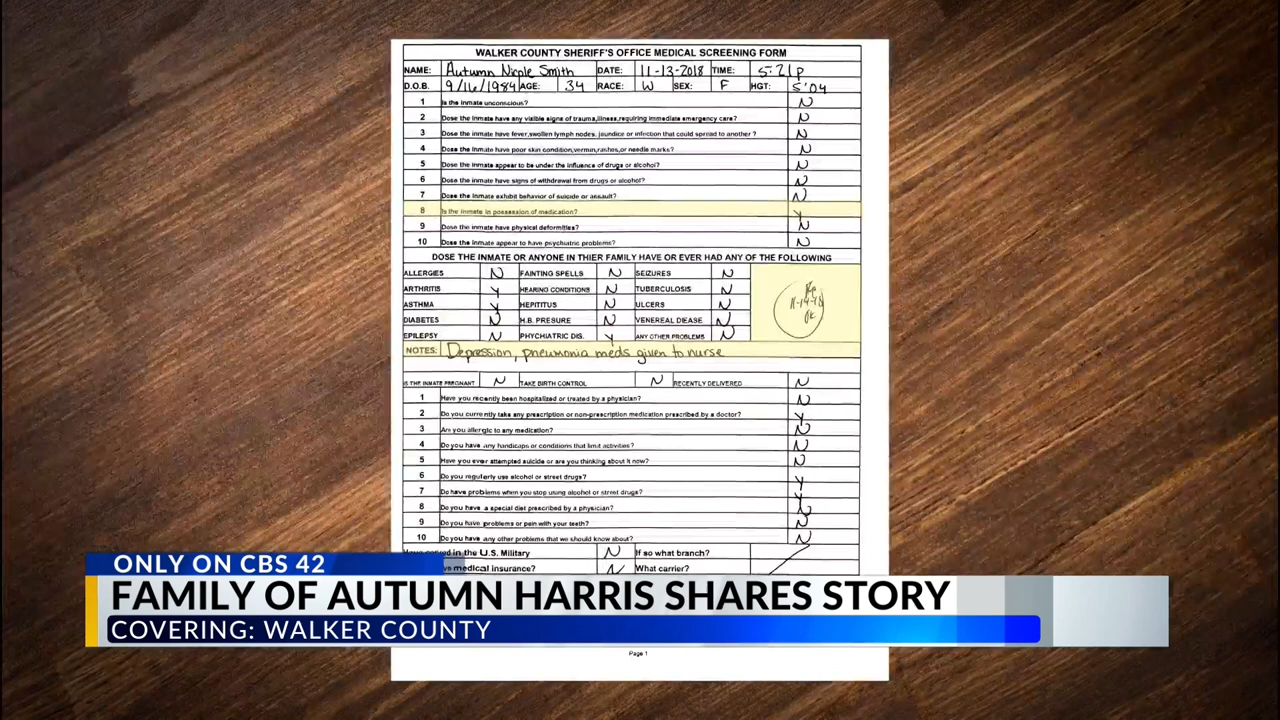 WALKER COUNTY SHERIFF'S OFFICE MEDICAL SCREENING FORM
NAME: Autumn Nicole Smith DATE: 11-13-2018 TIME: 5:21p
D.O.B. 9/16/1984 AGE: 34 RACE: W SEX: F HGT: 5'04
1 Is the inmate unconscious? N
2 Dose the inmate have any visible signs of trauma,illness,requiring immediate emergency care? N
3 Dose the inmate have fever,swollen lymph nodes, jaundice or infection that could spread to another ? N
4 Dose the inmate have poor skin condition,vermin,rashes,or needle marks? N
5 Dose the inmate appear to be under the influence of drugs or alcohol? N
6 Dose the inmate have signs of withdrawal from drugs or alcohol? N
7 Dose the inmate exhibit behavior of suicide or assault? N
8 Is the inmate in possession of medication? Y
9 Dose the inmate have physical deformities? N
10 Dose the inmate appear to have psychiatric problems? N
DOSE THE INMATE OR ANYONE IN THIER FAMILY HAVE OR EVER HAD ANY OF THE FOLLOWING
ALLERGIES N FAINTING SPELLS N SEIZURES N
ARTHRITIS Y HEARING CONDITIONS N TUBERCULOSIS N
ASTHMA Y HEPITITUS N ULCERS N
DIABETES N H.B. PRESURE N VENEREAL DIEASE N
EPILEPSY N PHYCHIATRIC DIS. Y ANY OTHER PROBLEMS N
11-14-18
NOTES: Depression, pneumonia meds given to nurse
IS THE INMATE PREGNANT N TAKE BIRTH CONTROL N RECENTLY DELIVERED N
1 Have you recently been hospitalized or treated by a physician? N
2 Do you currently take any prescription or non-prescription medication prescribed by a doctor? Y
3 Are you allergic to any medication? N
4 Do you have any handicaps or conditions that limit activities? N
5 Have you ever attempted suicide or are you thinking about it now? N
6 Do you regularly use alcohol or street drugs? Y
7 Do have problems when you stop using alcohol or street drugs? Y
8 Do you have a special diet prescribed by a physician? N
9 Do you have problems or pain with your teeth? N
10 Do you have any other problems that we should know about? N
in the U.S. Military N If so what branch?
medical insurance? N What carrier?
ONLY ON CBS 42
FAMILY OF AUTUMN HARRIS SHARES STORY
COVERING: WALKER COUNTY
Page 1